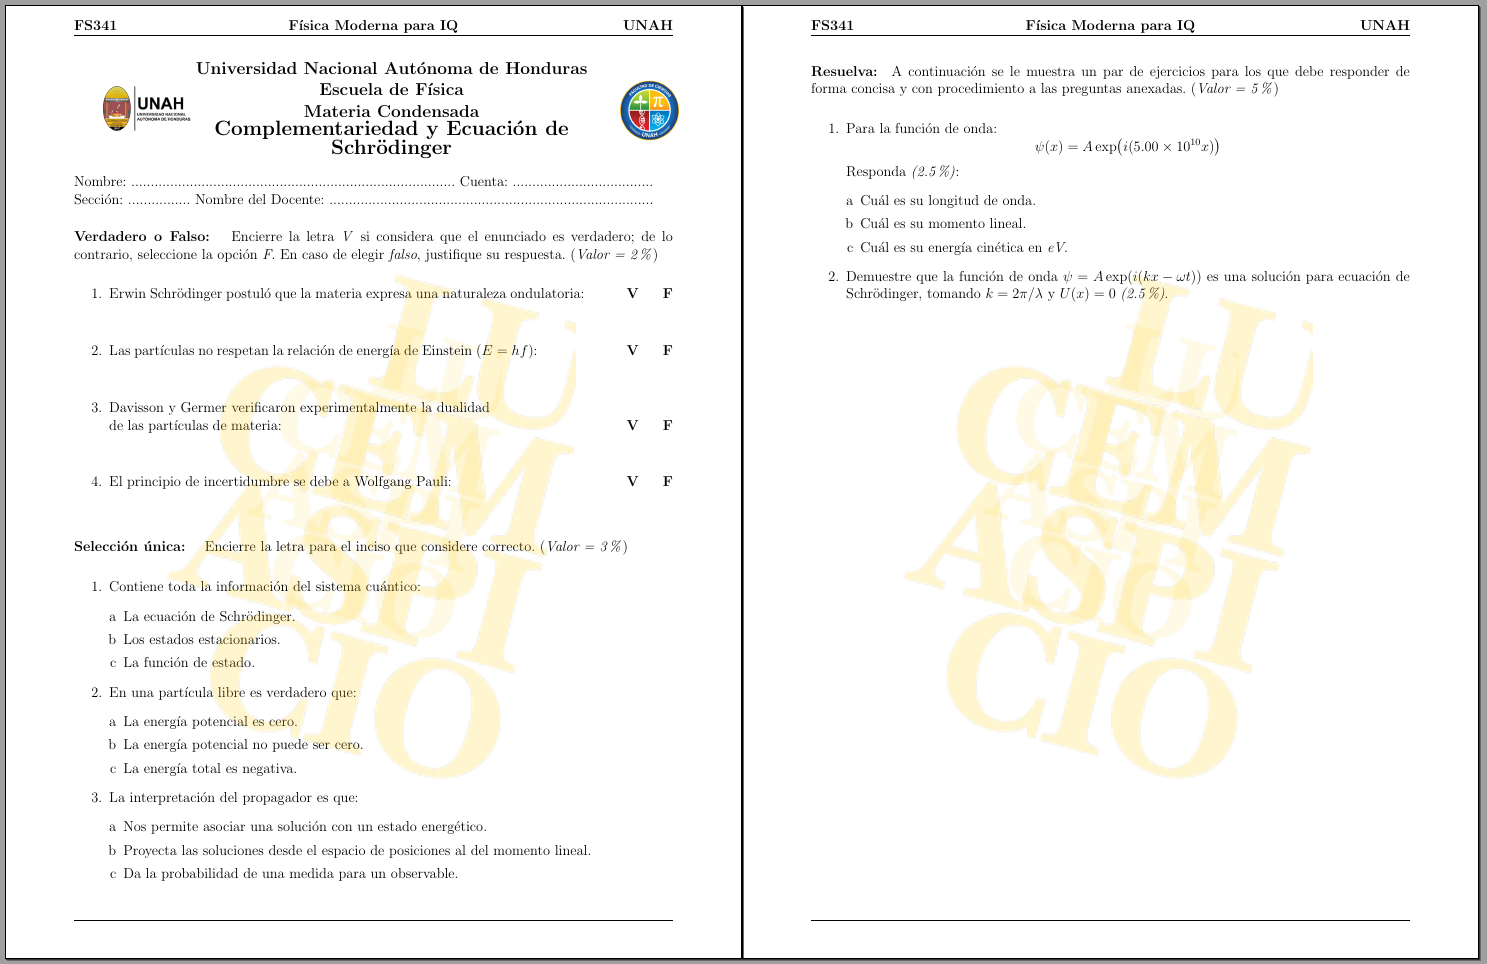 FS341 Física Moderna para IQ UNAH
Universidad Nacional Autónoma de Honduras
Escuela de Física
Materia Condensada
Complementariedad y Ecuación de
Schrödinger
UNAH
UNIVERSIDAD NACIONAL
AUTÓNOMA DE HONDURAS
Nombre: ................................................................................... Cuenta: ....................................
Sección: ................ Nombre del Docente: ...................................................................................
Verdadero o Falso: Encierre la letra V si considera que el enunciado es verdadero; de lo
contrario, seleccione la opción F. En caso de elegir falso, justifique su respuesta. (Valor = 2 %)
1. Erwin Schrödinger postuló que la materia expresa una naturaleza ondulatoria: V F
2. Las partículas no respetan la relación de energía de Einstein (E = hf): V F
3. Davisson y Germer verificaron experimentalmente la dualidad
de las partículas de materia: V F
4. El principio de incertidumbre se debe a Wolfgang Pauli: V F
Selección única: Encierre la letra para el inciso que considere correcto. (Valor = 3 %)
1. Contiene toda la información del sistema cuántico:
a La ecuación de Schrödinger.
b Los estados estacionarios.
c La función de estado.
2. En una partícula libre es verdadero que:
a La energía potencial es cero.
b La energía potencial no puede ser cero.
c La energía total es negativa.
3. La interpretación del propagador es que:
a Nos permite asociar una solución con un estado energético.
b Proyecta las soluciones desde el espacio de posiciones al del momento lineal.
c Da la probabilidad de una medida para un observable.
LU
CEM
ASPI
CIO
FS341 Física Moderna para IQ UNAH
Resuelva: A continuación se le muestra un par de ejercicios para los que debe responder de
forma concisa y con procedimiento a las preguntas anexadas. (Valor = 5 %)
1. Para la función de onda:
ψ(x) = A exp(i(5.00 × 10¹⁰x))
Responda (2.5 %):
a Cuál es su longitud de onda.
b Cuál es su momento lineal.
c Cuál es su energía cinética en eV.
2. Demuestre que la función de onda ψ = A exp(i(kx − ωt)) es una solución para ecuación de
Schrödinger, tomando k = 2π/λ y U(x) = 0 (2.5 %).
LU
CEM
ASPI
CIO